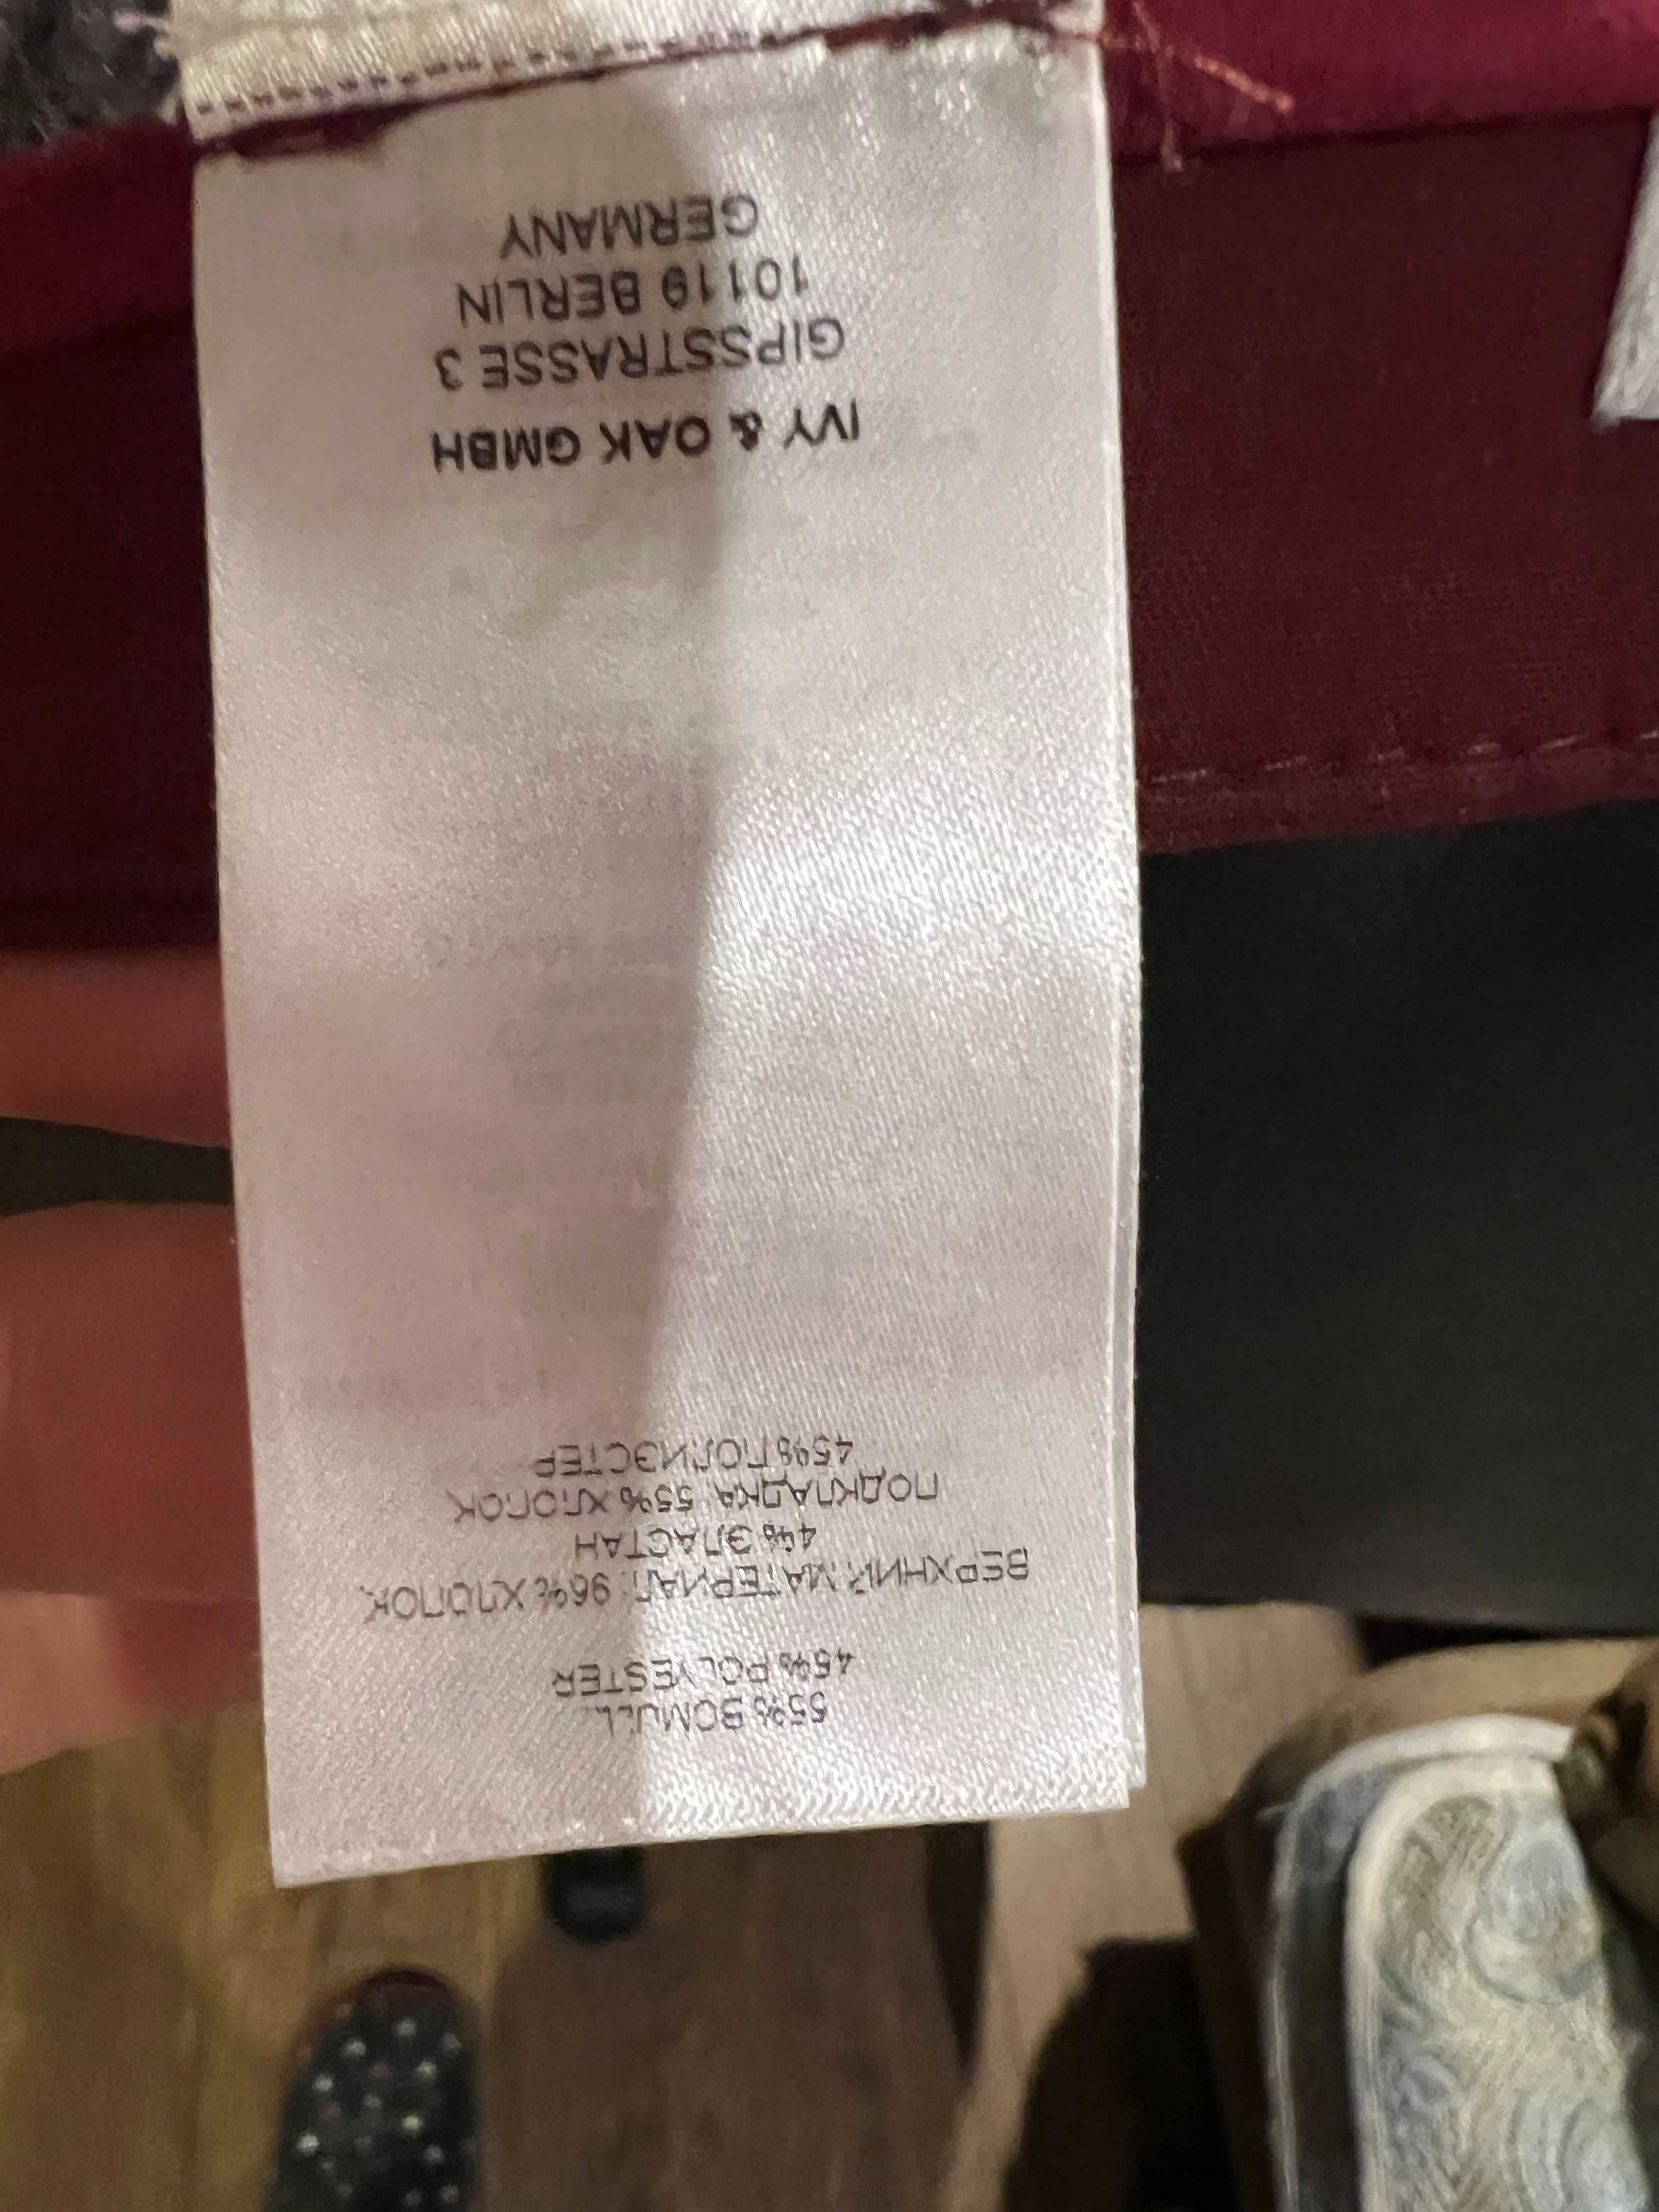 55% BOMULL
45% POLYESTER
ВЕРХНИЙ МАТЕРИАЛ: 96% ХЛОПОК,
4% ЭЛАСТАН
ПОДКЛАДКА: 55% ХЛОПОК
45% ПОЛИЭСТЕР
IVY & OAK GMBH
GIPSSTRASSE 3
10119 BERLIN
GERMANY